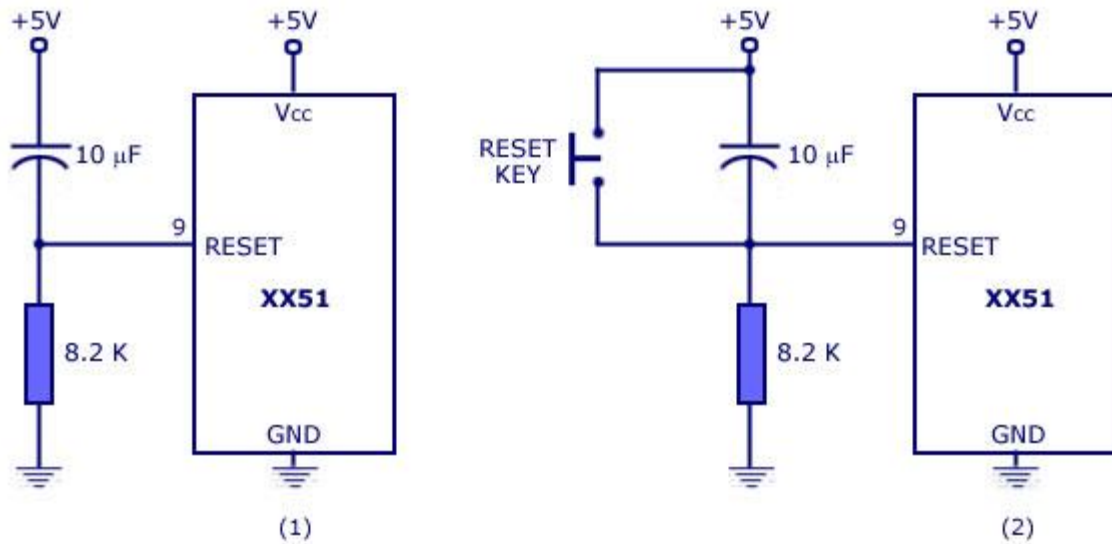 +5V
+5V
Vcc
10 μF
9
RESET
XX51
8.2 K
GND
(1)
+5V
+5V
Vcc
RESET
KEY
10 μF
9
RESET
XX51
8.2 K
GND
(2)